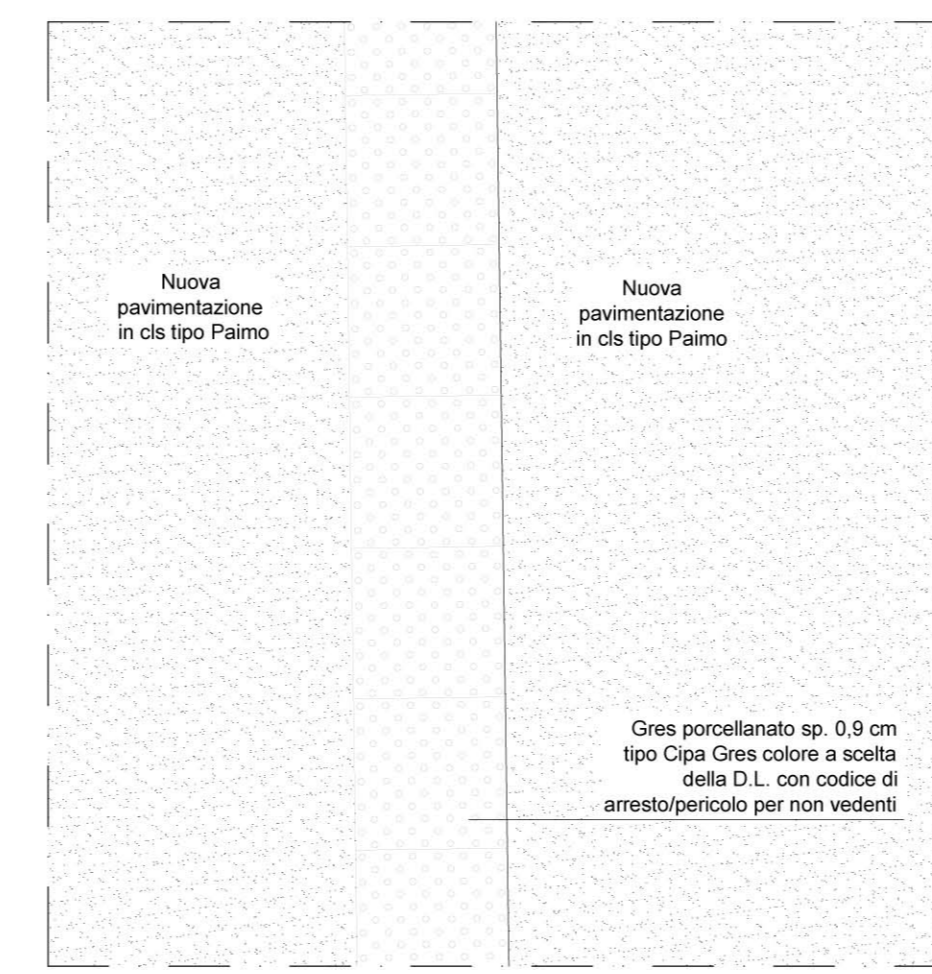 Nuova
pavimentazione
in cls tipo Paimo
Nuova
pavimentazione
in cls tipo Paimo
Gres porcellanato sp. 0,9 cm
tipo Cipa Gres colore a scelta
della D.L. con codice di
arresto/pericolo per non vedenti